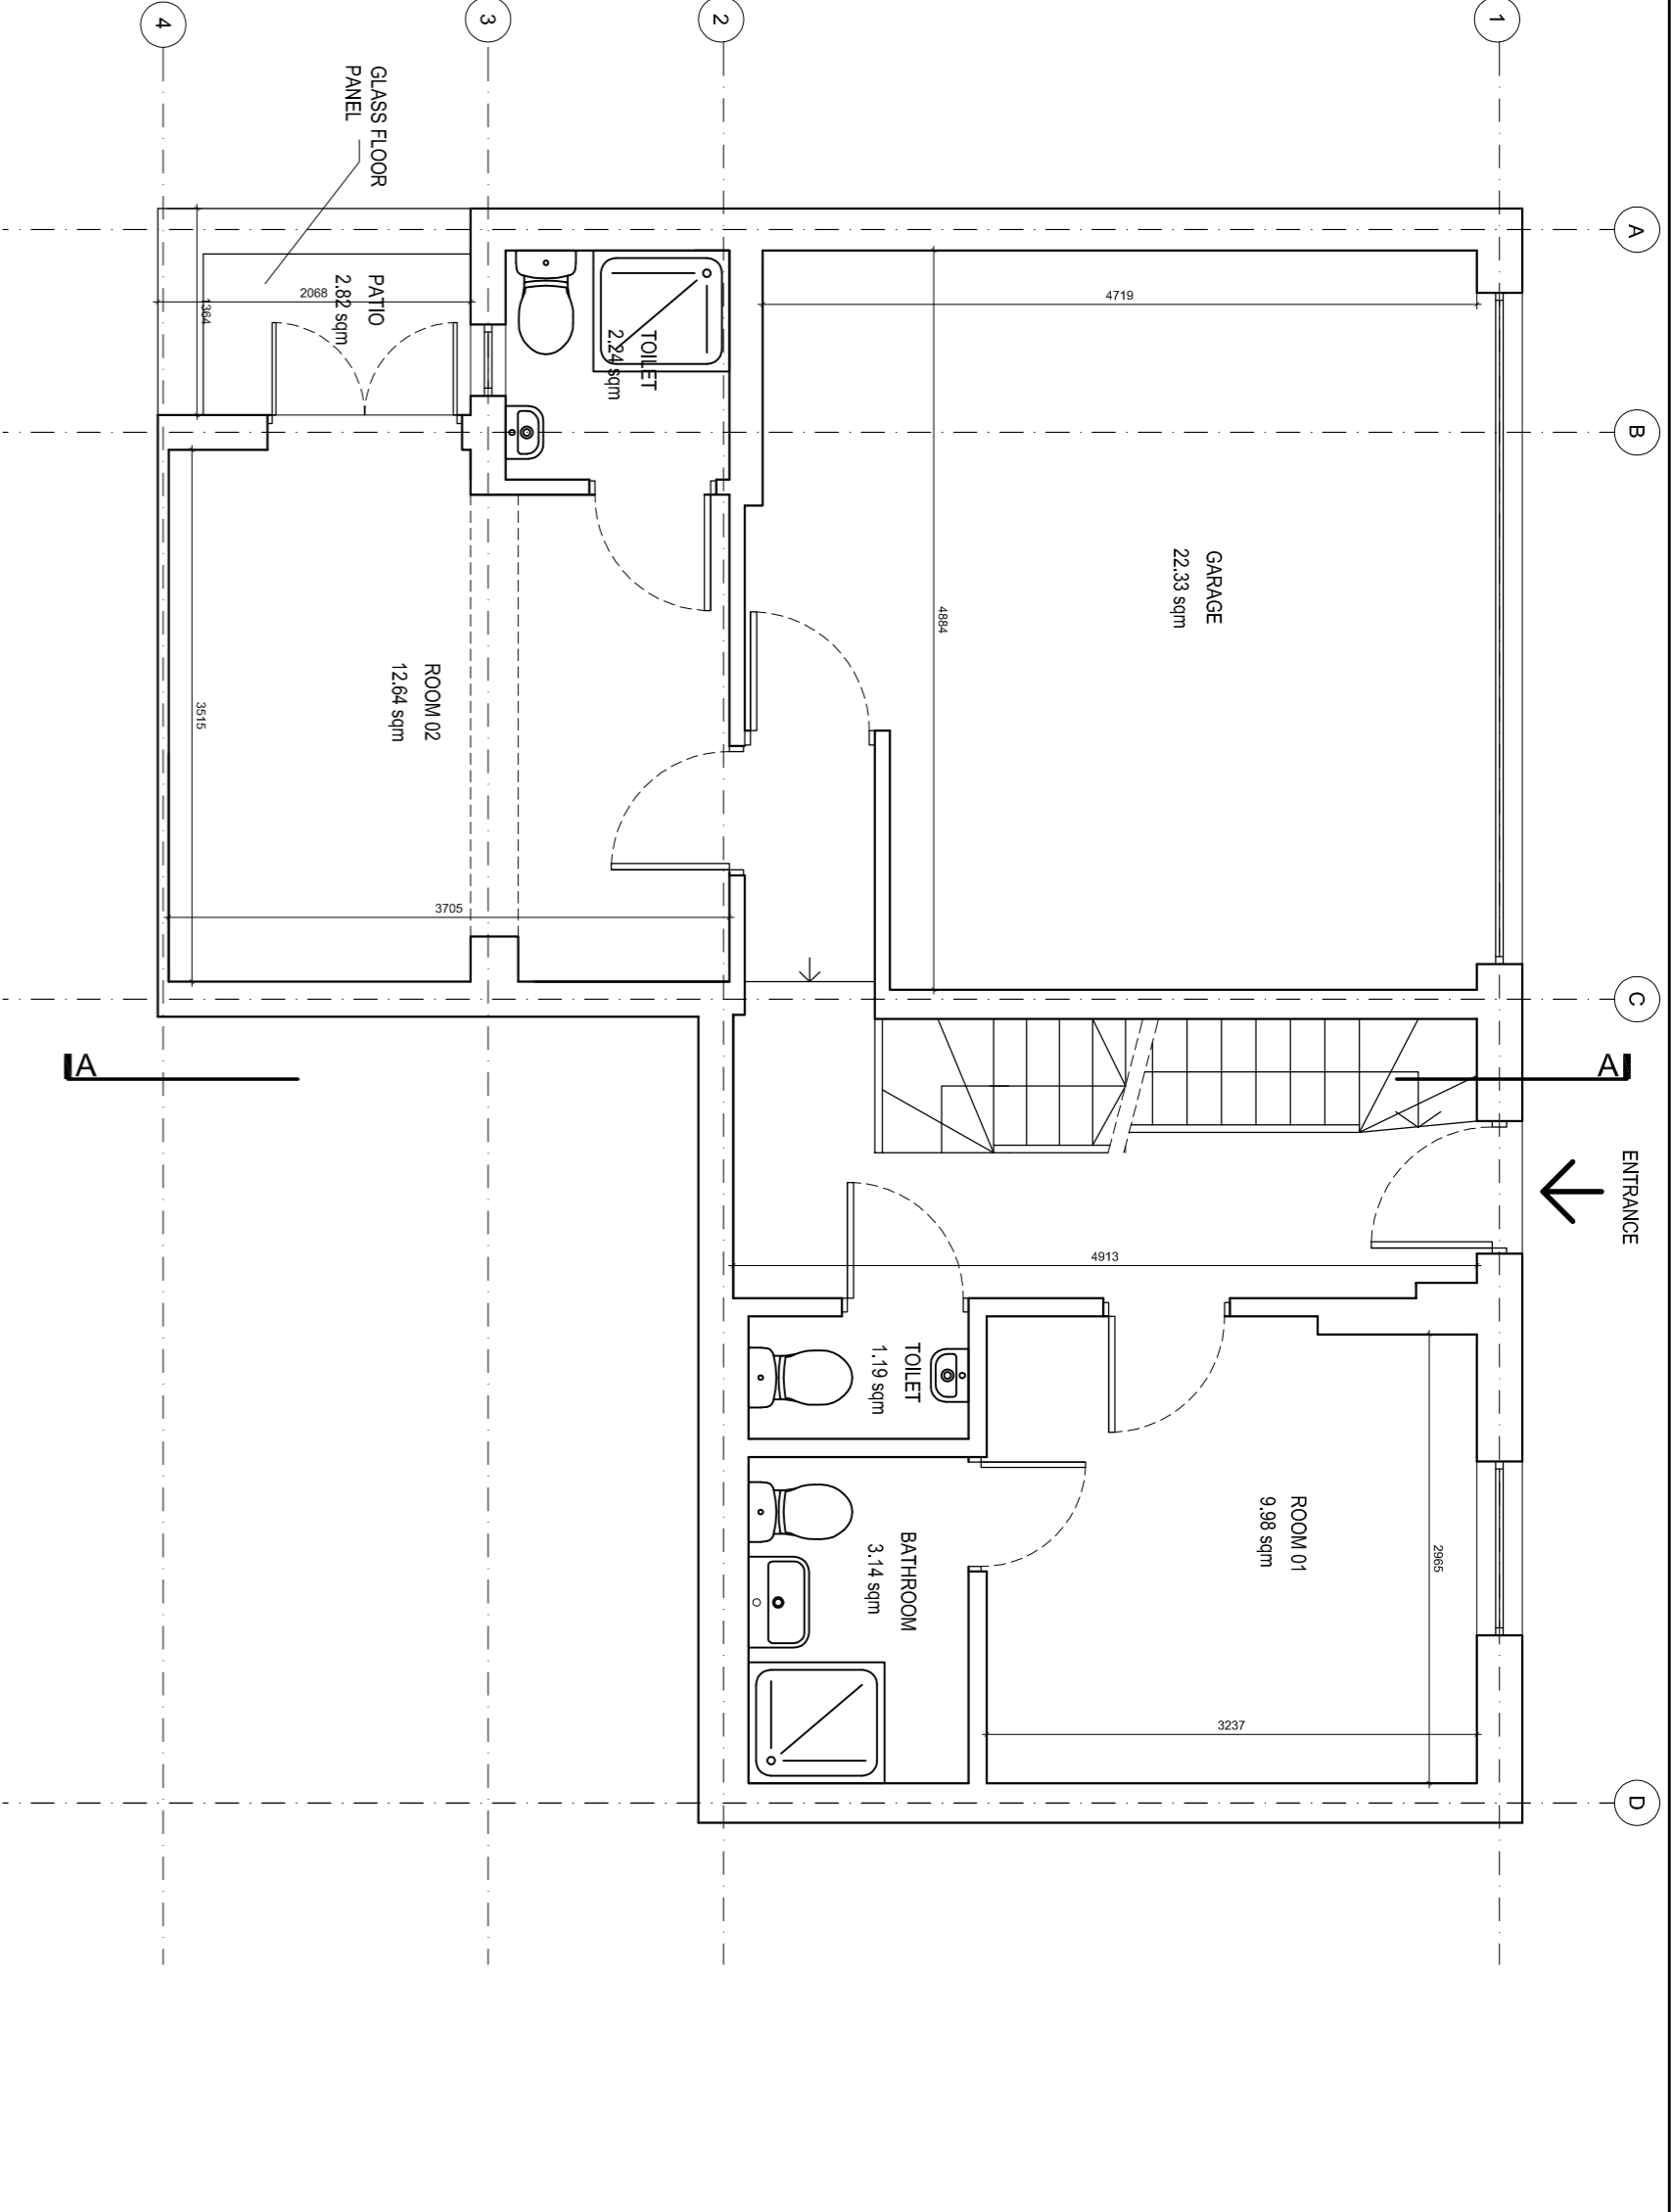 4
3
2
1
A
B
C
D
GLASS FLOOR
PANEL
PATIO
2.82 sqm
2068
1364
TOILET
2.24 sqm
4719
4884
GARAGE
22.33 sqm
ROOM 02
12.64 sqm
3515
3705
A
A
ENTRANCE
4913
TOILET
1.19 sqm
BATHROOM
3.14 sqm
ROOM 01
9.98 sqm
2965
3237